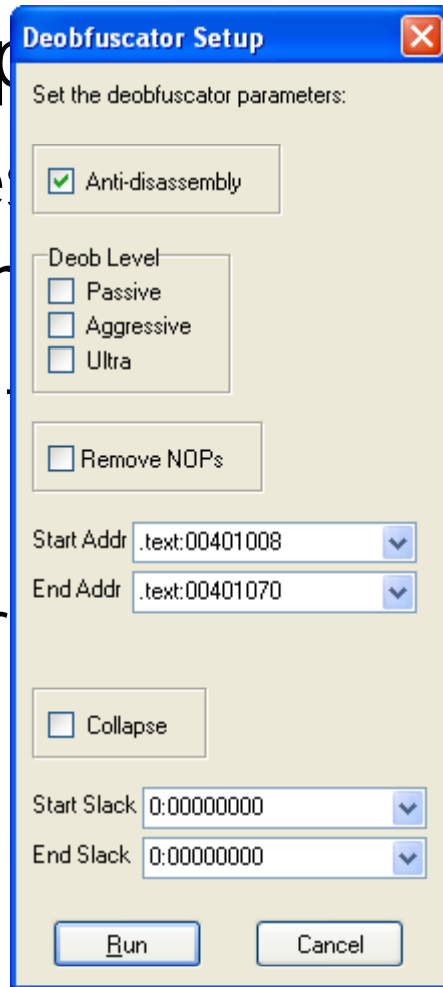 Deobfuscator Setup
Set the deobfuscator parameters:
Anti-disassembly
Deob Level
Passive
Aggressive
Ultra
Remove NOPs
Start Addr .text:00401008
End Addr .text:00401070
Collapse
Start Slack 0:00000000
End Slack 0:00000000
Run Cancel